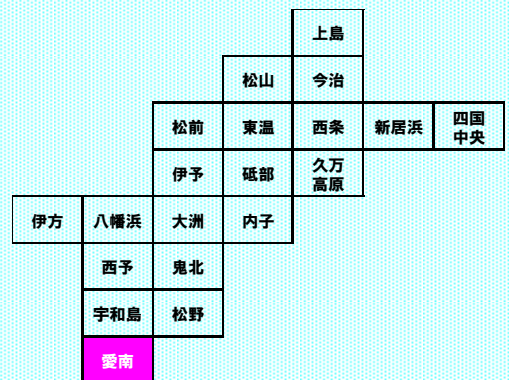 上島
松山
今治
松前
東温
西条
新居浜
四国
中央
伊予
砥部
久万
高原
伊方
八幡浜
大洲
内子
西予
鬼北
宇和島
松野
愛南